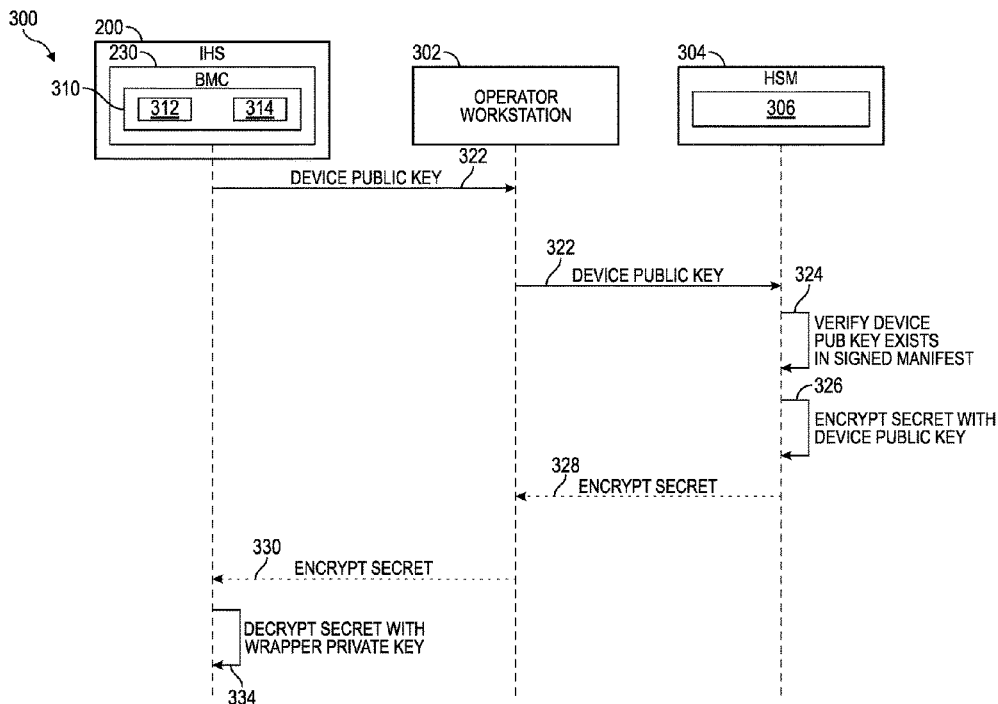 300
200
IHS
230
BMC
310
312
314
302
OPERATOR
WORKSTATION
304
HSM
306
DEVICE PUBLIC KEY
322
322
DEVICE PUBLIC KEY
324
VERIFY DEVICE
PUB KEY EXISTS
IN SIGNED MANIFEST
326
ENCRYPT SECRET WITH
DEVICE PUBLIC KEY
328
ENCRYPT SECRET
330
ENCRYPT SECRET
DECRYPT SECRET WITH
WRAPPER PRIVATE KEY
334